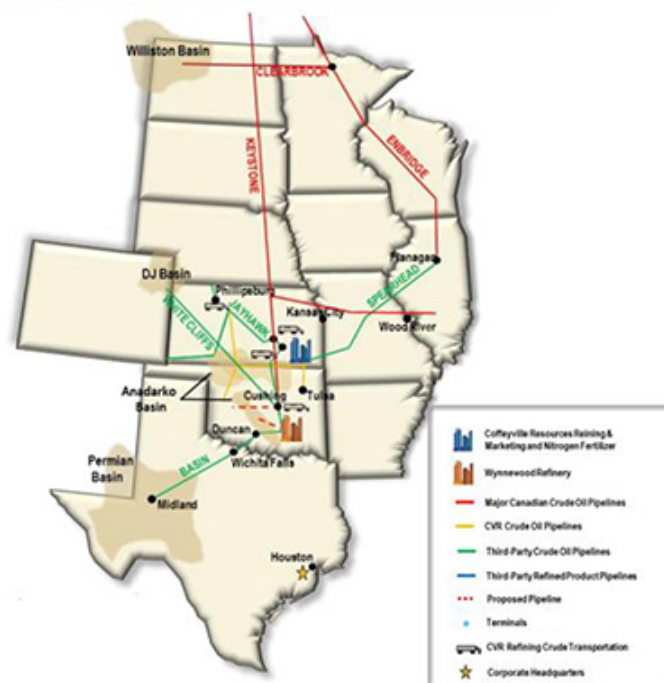 Williston Basin
CLEARBROOK
KEYSTONE
ENBRIDGE
Flanagan
DJ Basin
Phillipsburg
SPEARHEAD
JAYHAWK
WHITE CLIFFS
Kansas City
Wood River
Anadarko
Basin
Cushing
Tulsa
Duncan
Permian
Basin
BASIN
Wichita Falls
Midland
Houston
Coffeyville Resources Reining &
Marketing and Nitrogen Fertilizer
Wynnewood Refinery
Major Canadian Crude Oil Pipelines
CVR Crude Oil Pipelines
Third-Party Crude Oil Pipelines
Third-Party Refined Product Pipelines
Proposed Pipeline
Terminals
CVR Refining Crude Transportation
Corporate Headquarters